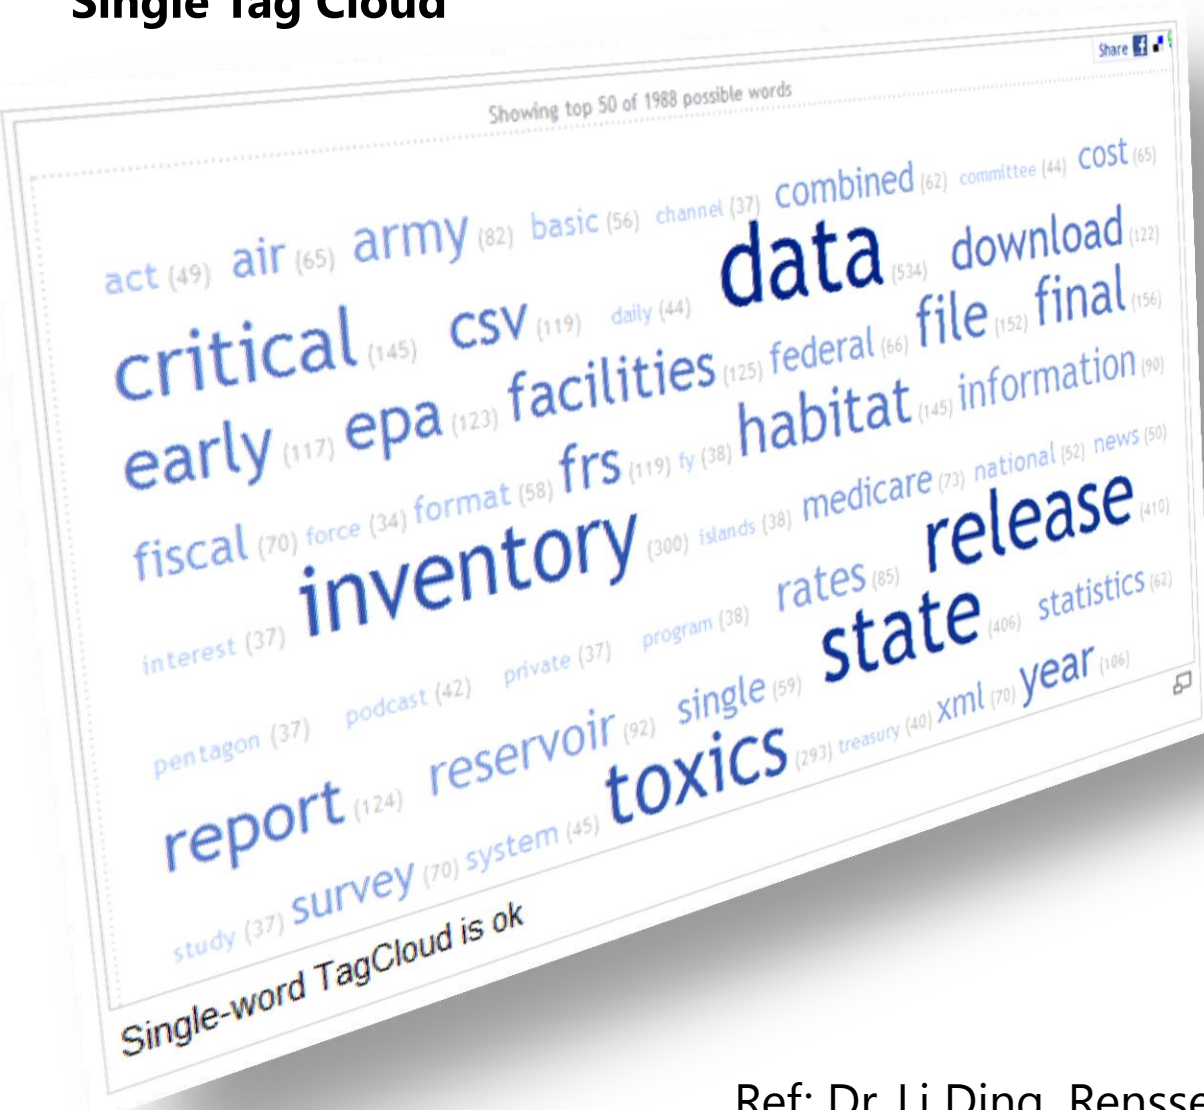 Single Tag Cloud
Share
Showing top 50 of 1988 possible words
act (49) air (65) army (82) basic (56) channel (37) combined (62) committee (44) cost (65)
critical (145) csv (119) daily (44) data (534) download (122)
early (117) epa (123) facilities (125) federal (66) file (152) final (156)
fiscal (70) force (34) format (58) frs (119) fy (38) habitat (145) information (90)
interest (37) inventory (300) islands (38) medicare (73) national (52) news (50)
pentagon (37) podcast (42) private (37) program (38) rates (85) release (410)
report (124) reservoir (92) single (59) state (406) statistics (62)
study (37) survey (70) system (45) toxics (293) treasury (40) xml (70) year (106)
Single-word TagCloud is ok
Ref: Dr. Li Ding, Rensse